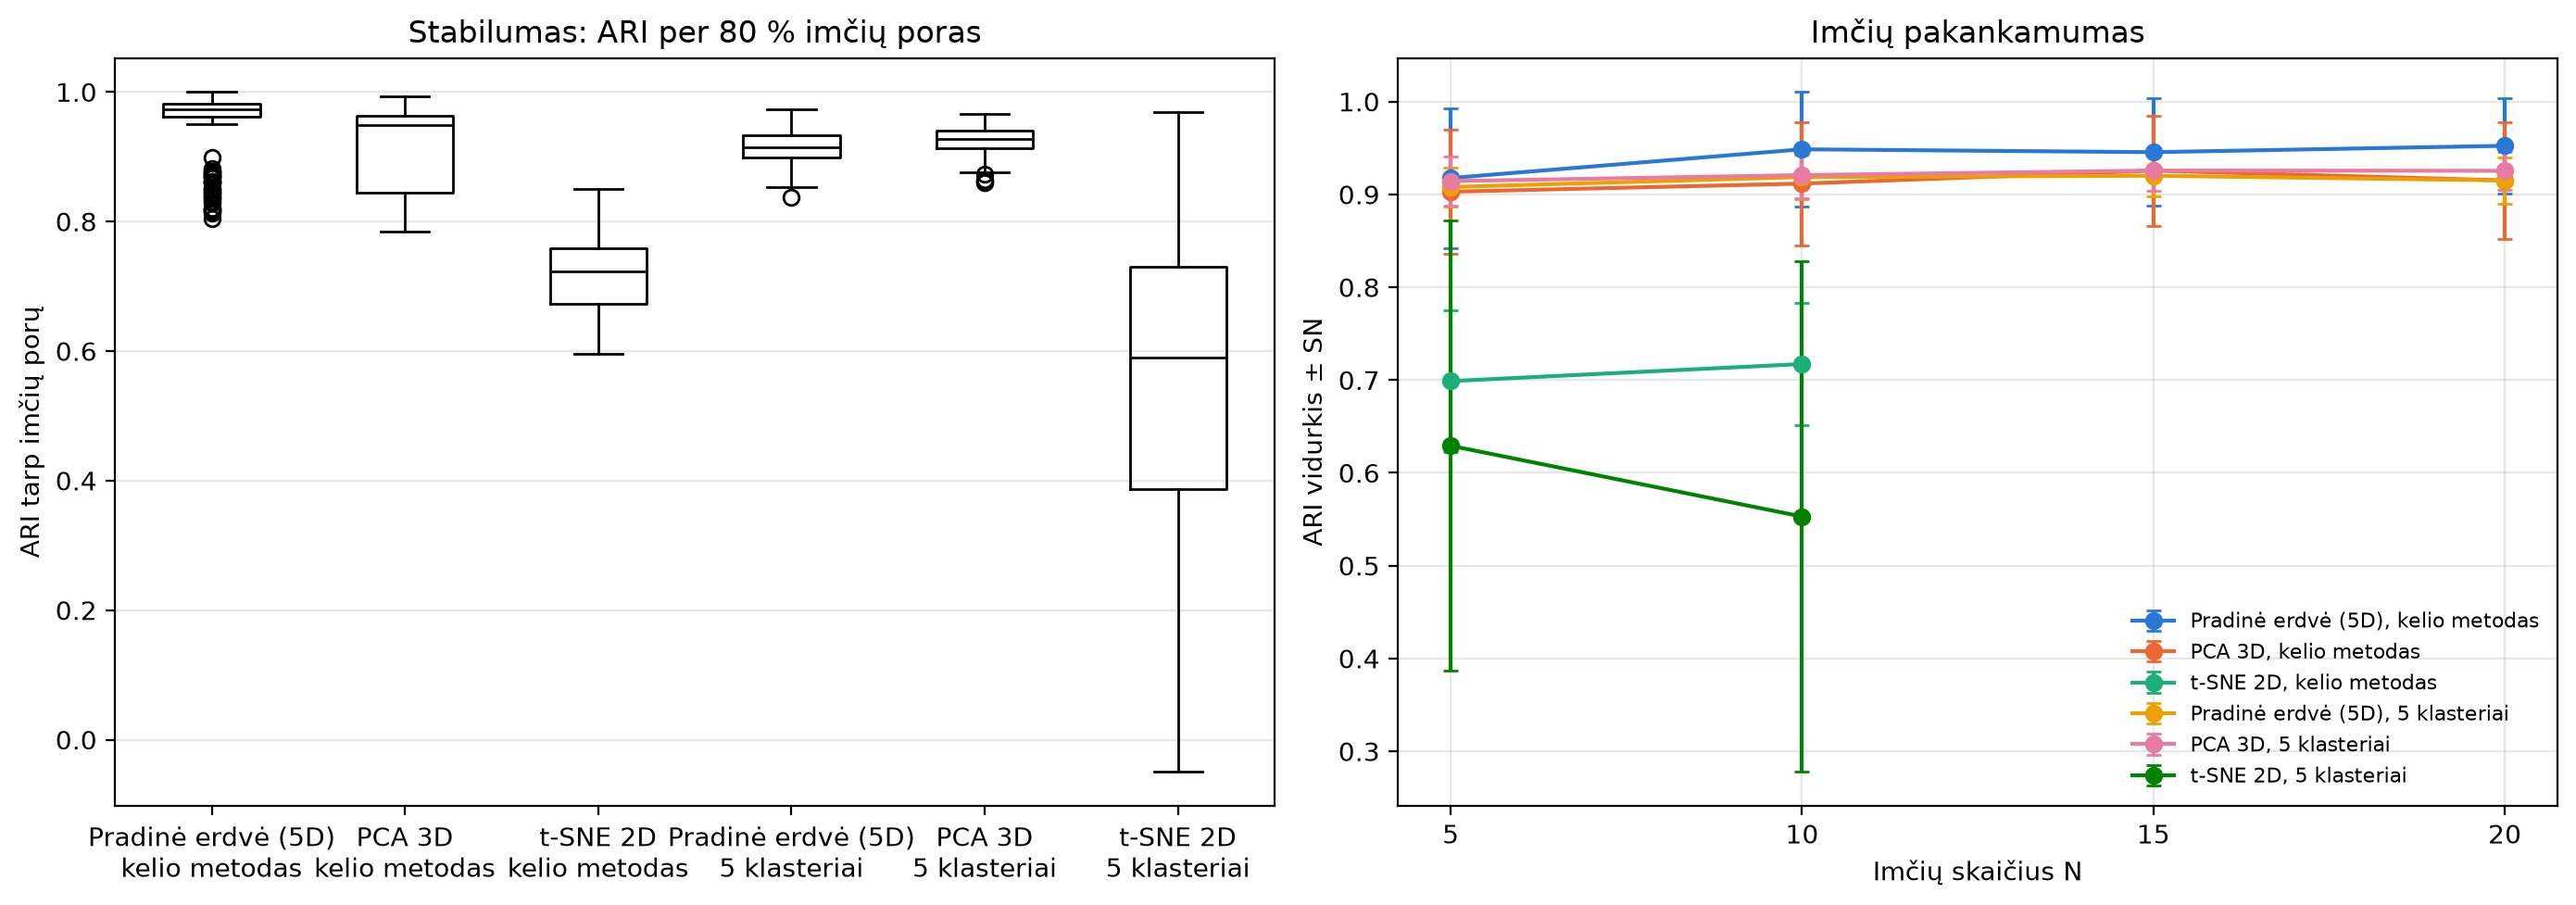 Stabilumas: ARI per 80 % imčių poras
ARI tarp imčių porų
1.0
0.8
0.6
0.4
0.2
0.0
Pradinė erdvė (5D)
kelio metodas
PCA 3D
kelio metodas
t-SNE 2D
kelio metodas
Pradinė erdvė (5D)
5 klasteriai
PCA 3D
5 klasteriai
t-SNE 2D
5 klasteriai
Imčių pakankamumas
ARI vidurkis ± SN
1.0
0.9
0.8
0.7
0.6
0.5
0.4
0.3
Pradinė erdvė (5D), kelio metodas
PCA 3D, kelio metodas
t-SNE 2D, kelio metodas
Pradinė erdvė (5D), 5 klasteriai
PCA 3D, 5 klasteriai
t-SNE 2D, 5 klasteriai
5
10
15
20
Imčių skaičius N